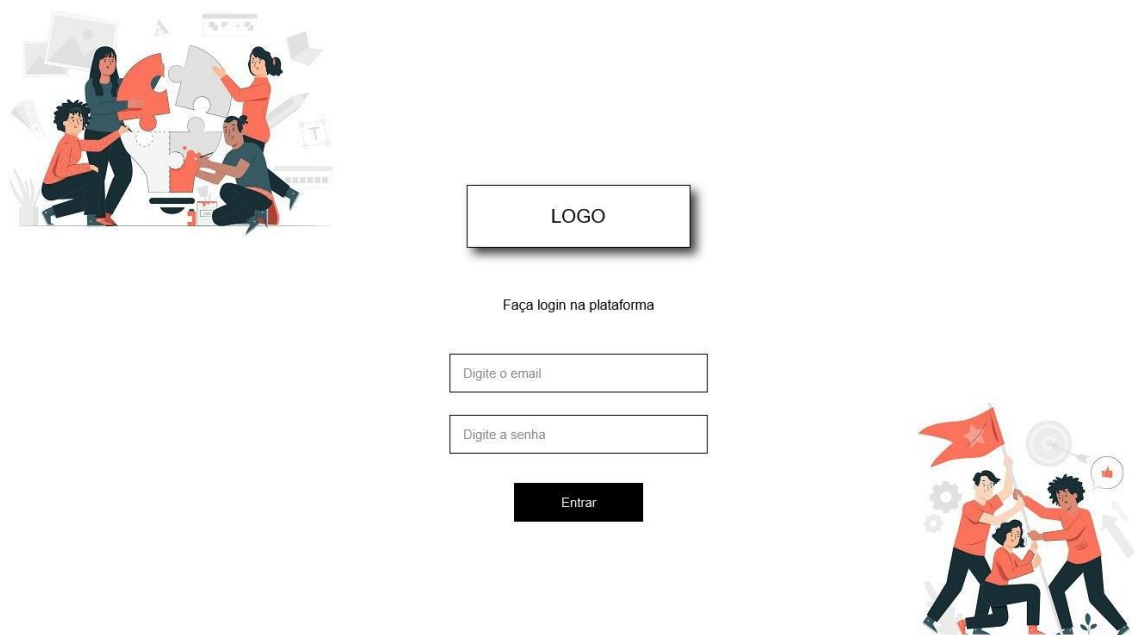 A
T
LOGO
Faça login na plataforma
Digite o email
Digite a senha
Entrar